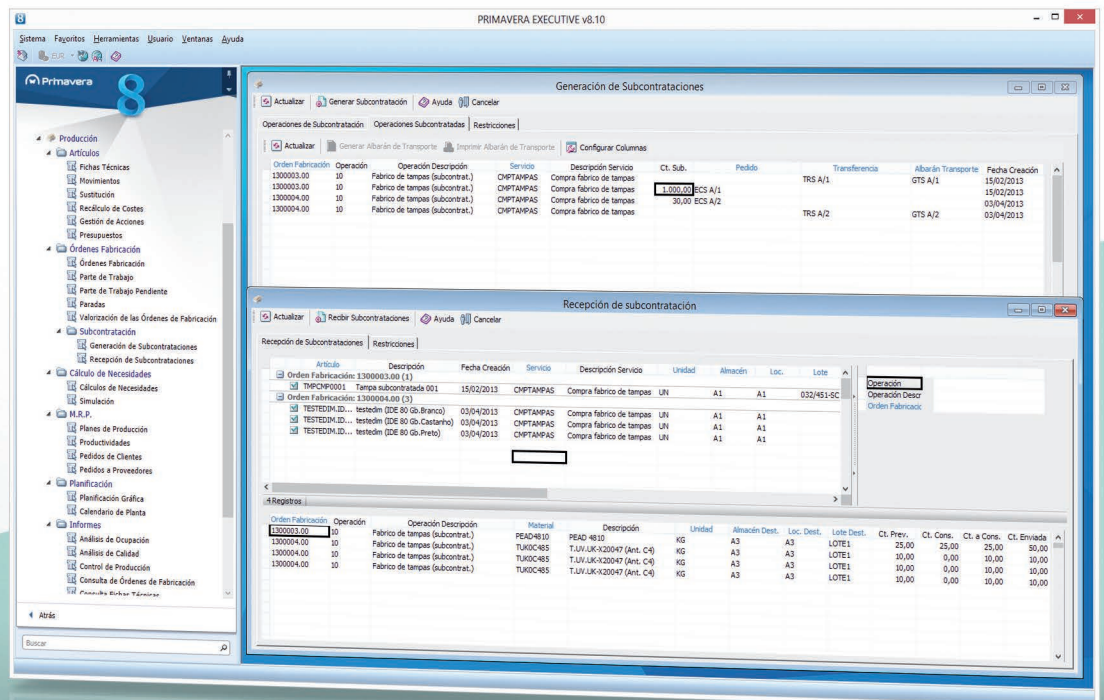 PRIMAVERA EXECUTIVE v8.10
Sistema Favoritos Herramientas Usuario Ventanas Ayuda
EUR
Primavera 8
Producción
Artículos
Fichas Técnicas
Movimientos
Sustitución
Recálculo de Costes
Gestión de Acciones
Presupuestos
Órdenes Fabricación
Órdenes Fabricación
Parte de Trabajo
Parte de Trabajo Pendiente
Paradas
Valorización de las Órdenes de Fabricación
Subcontratación
Generación de Subcontrataciones
Recepción de Subcontrataciones
Cálculo de Necesidades
Cálculos de Necesidades
Simulación
M.R.P.
Planes de Producción
Productividades
Pedidos de Clientes
Pedidos a Proveedores
Planificación
Planificación Gráfica
Calendario de Planta
Informes
Análisis de Ocupación
Análisis de Calidad
Control de Producción
Consulta de Órdenes de Fabricación
Consulta Fichas Técnicas
Atrás
Buscar
Generación de Subcontrataciones
Actualizar Generar Subcontratación Ayuda Cancelar
Operaciones de Subcontratación Operaciones Subcontratadas Restricciones
Actualizar Generar Albarán de Transporte Imprimir Albarán de Transporte Configurar Columnas
Orden Fabricación Operación Operación Descripción Servicio Descripción Servicio Ct. Sub. Pedido Transferencia Albarán Transporte Fecha Creación
1300003.00 10 Fabrico de tampas (subcontrat.) CMPTAMPAS Compra fabrico de tampas TRS A/1 GTS A/1 15/02/2013
1300003.00 10 Fabrico de tampas (subcontrat.) CMPTAMPAS Compra fabrico de tampas 1.000,00 ECS A/1 15/02/2013
1300004.00 10 Fabrico de tampas (subcontrat.) CMPTAMPAS Compra fabrico de tampas 30,00 ECS A/2 03/04/2013
1300004.00 10 Fabrico de tampas (subcontrat.) CMPTAMPAS Compra fabrico de tampas TRS A/2 GTS A/2 03/04/2013
Recepción de subcontratación
Actualizar Recibir Subcontrataciones Ayuda Cancelar
Recepción de Subcontrataciones Restricciones
Artículo Descripción Fecha Creación Servicio Descripción Servicio Unidad Almacén Loc. Lote
Orden Fabricación: 1300003.00 (1)
TMPCMP0001 Tampa subcontratada 001 15/02/2013 CMPTAMPAS Compra fabrico de tampas UN A1 A1 032/451-SC
Orden Fabricación: 1300004.00 (3)
TESTEDIM.ID... testedim (IDE 80 Gb.Branco) 03/04/2013 CMPTAMPAS Compra fabrico de tampas UN A1 A1
TESTEDIM.ID... testedim (IDE 80 Gb.Castanho) 03/04/2013 CMPTAMPAS Compra fabrico de tampas UN A1 A1
TESTEDIM.ID... testedim (IDE 80 Gb.Preto) 03/04/2013 CMPTAMPAS Compra fabrico de tampas UN A1 A1
Operación
Operación Descr
Orden Fabricacic
4 Registros
Orden Fabricación Operación Operación Descripción Material Descripción Unidad Almacén Dest. Loc. Dest. Lote Dest. Ct. Prev. Ct. Cons. Ct. a Cons. Ct. Enviada
1300003.00 10 Fabrico de tampas (subcontrat.) PEAD4810 PEAD 4810 KG A3 A3 LOTE1 25,00 25,00 25,00 50,00
1300004.00 10 Fabrico de tampas (subcontrat.) TUK0C485 T.UV.UK-X20047 (Ant. C4) KG A3 A3 LOTE1 10,00 0,00 10,00 10,00
1300004.00 10 Fabrico de tampas (subcontrat.) TUK0C485 T.UV.UK-X20047 (Ant. C4) KG A3 A3 LOTE1 10,00 0,00 10,00 10,00
1300004.00 10 Fabrico de tampas (subcontrat.) TUK0C485 T.UV.UK-X20047 (Ant. C4) KG A3 A3 LOTE1 10,00 0,00 10,00 10,00